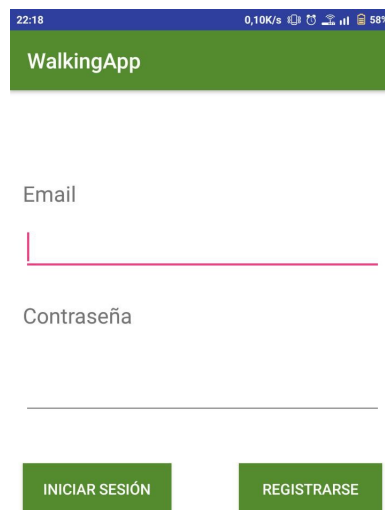 22:18 0,10K/s 58%
WalkingApp
Email
Contraseña
INICIAR SESIÓN REGISTRARSE